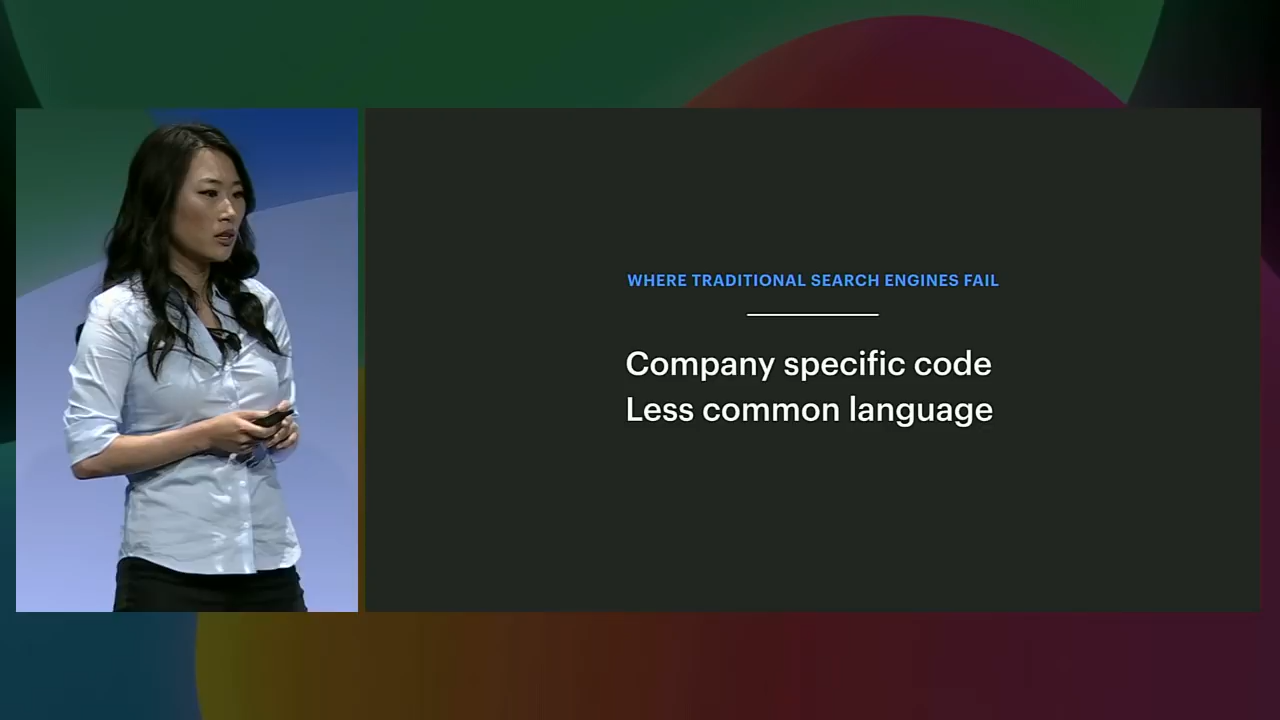 WHERE TRADITIONAL SEARCH ENGINES FAIL
Company specific code
Less common language